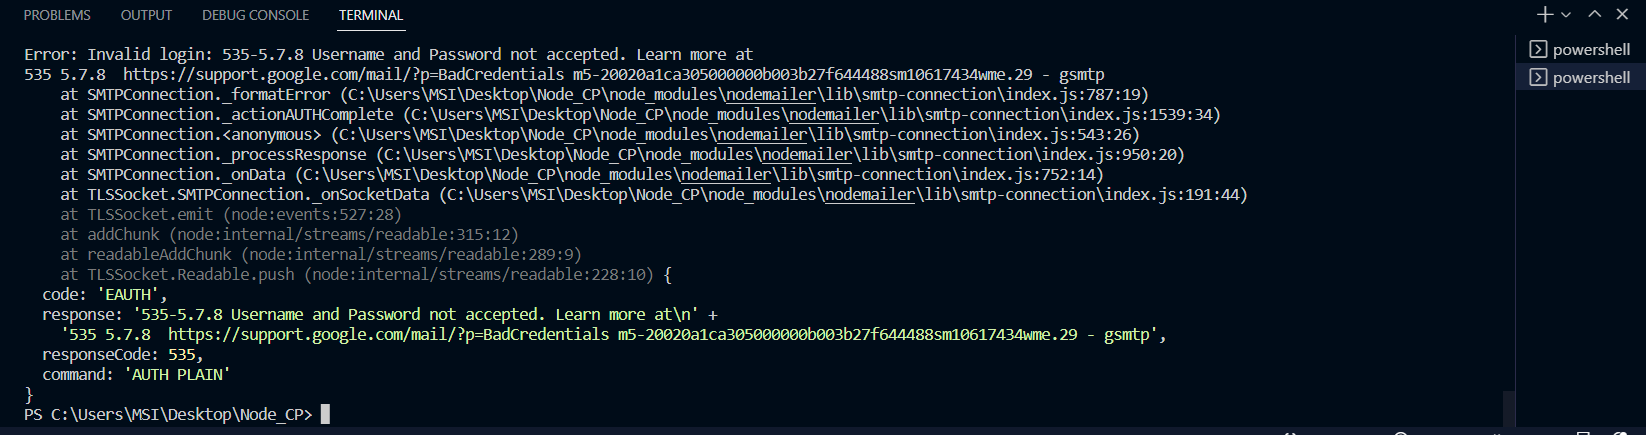 PROBLEMS OUTPUT DEBUG CONSOLE TERMINAL
Error: Invalid login: 535-5.7.8 Username and Password not accepted. Learn more at
535 5.7.8  https://support.google.com/mail/?p=BadCredentials m5-20020a1ca305000000b003b27f644488sm10617434wme.29 - gsmtp
    at SMTPConnection._formatError (C:\Users\MSI\Desktop\Node_CP\node_modules\nodemailer\lib\smtp-connection\index.js:787:19)
    at SMTPConnection._actionAUTHComplete (C:\Users\MSI\Desktop\Node_CP\node_modules\nodemailer\lib\smtp-connection\index.js:1539:34)
    at SMTPConnection.<anonymous> (C:\Users\MSI\Desktop\Node_CP\node_modules\nodemailer\lib\smtp-connection\index.js:543:26)
    at SMTPConnection._processResponse (C:\Users\MSI\Desktop\Node_CP\node_modules\nodemailer\lib\smtp-connection\index.js:950:20)
    at SMTPConnection._onData (C:\Users\MSI\Desktop\Node_CP\node_modules\nodemailer\lib\smtp-connection\index.js:752:14)
    at TLSSocket.SMTPConnection._onSocketData (C:\Users\MSI\Desktop\Node_CP\node_modules\nodemailer\lib\smtp-connection\index.js:191:44)
    at TLSSocket.emit (node:events:527:28)
    at addChunk (node:internal/streams/readable:315:12)
    at readableAddChunk (node:internal/streams/readable:289:9)
    at TLSSocket.Readable.push (node:internal/streams/readable:228:10) {
  code: 'EAUTH',
  response: '535-5.7.8 Username and Password not accepted. Learn more at\n' +
    '535 5.7.8  https://support.google.com/mail/?p=BadCredentials m5-20020a1ca305000000b003b27f644488sm10617434wme.29 - gsmtp',
  responseCode: 535,
  command: 'AUTH PLAIN'
}
PS C:\Users\MSI\Desktop\Node_CP>
powershell
powershell